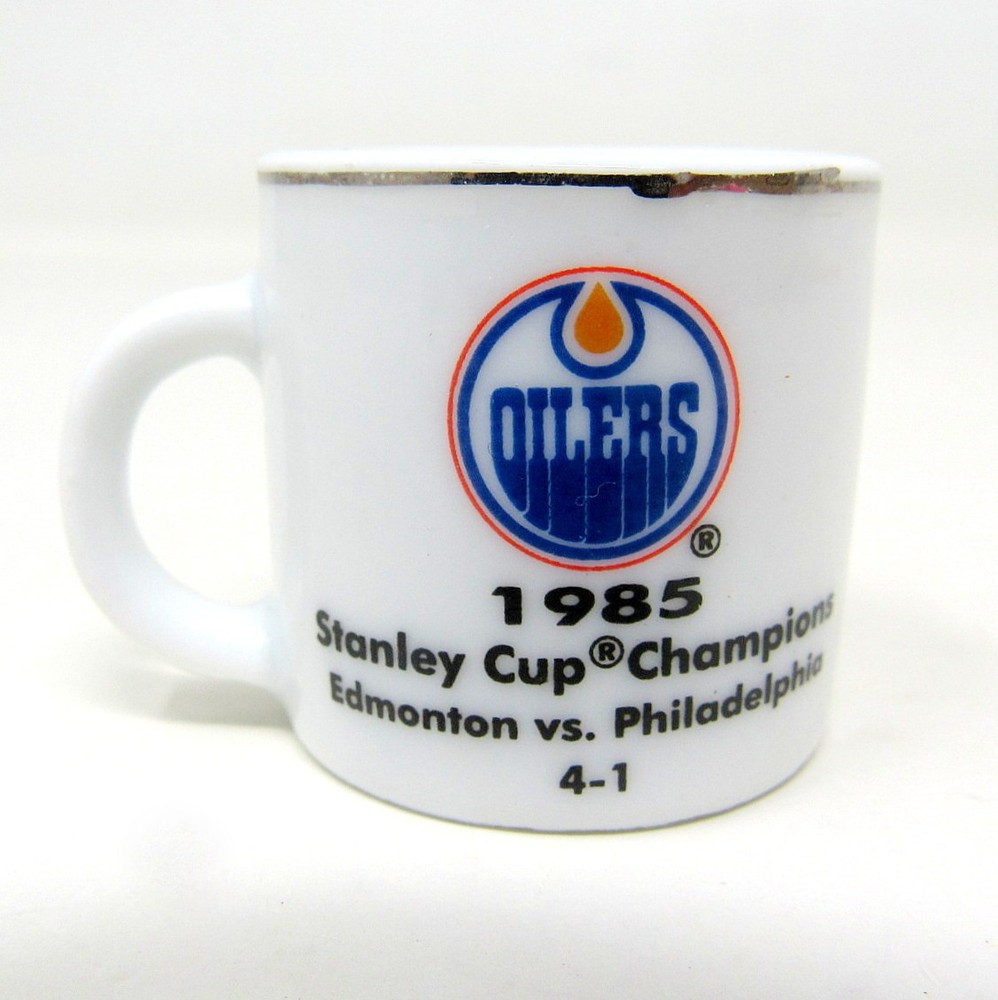 OILERS
®
1985
Stanley Cup® Champions
Edmonton vs. Philadelphia
4-1